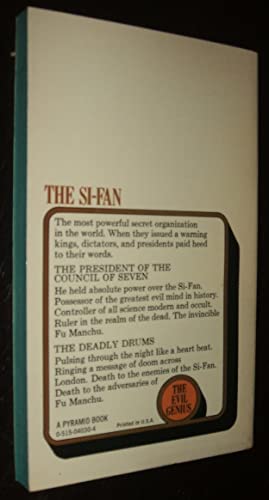 THE SI-FAN
The most powerful secret organization
in the world. When they issued a warning
kings, dictators, and presidents paid heed
to their words.
THE PRESIDENT OF THE
COUNCIL OF SEVEN
He held absolute power over the Si-Fan.
Possessor of the greatest evil mind in history.
Controller of all science modern and occult.
Ruler in the realm of the dead. The invincible
Fu Manchu.
THE DEADLY DRUMS
Pulsing through the night like a heart beat.
Ringing a message of doom across
London. Death to the enemies of the Si-Fan.
Death to the adversaries of
Fu Manchu.
THE
EVIL
GENIUS
A PYRAMID BOOK
0-515-04030-4
Printed in U.S.A.